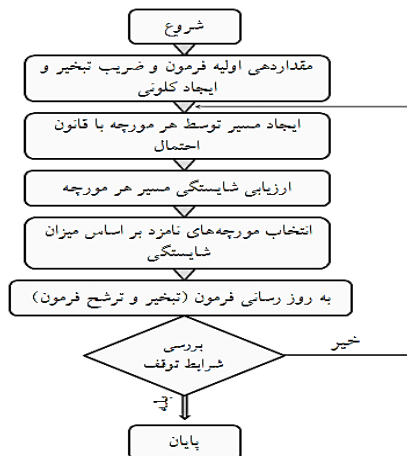 شروع
مقداردهی اولیه فرمون و ضریب تبخیر و
ایجاد کلونی
ایجاد مسیر توسط هر مورچه با قانون
احتمال
ارزیابی شایستگی مسیر هر مورچه
انتخاب مورچه‌های نامزد بر اساس میزان
شایستگی
به روز رسانی فرمون (تبخیر و ترشح فرمون)
بررسی
شرایط توقف
خیر
بله
پایان